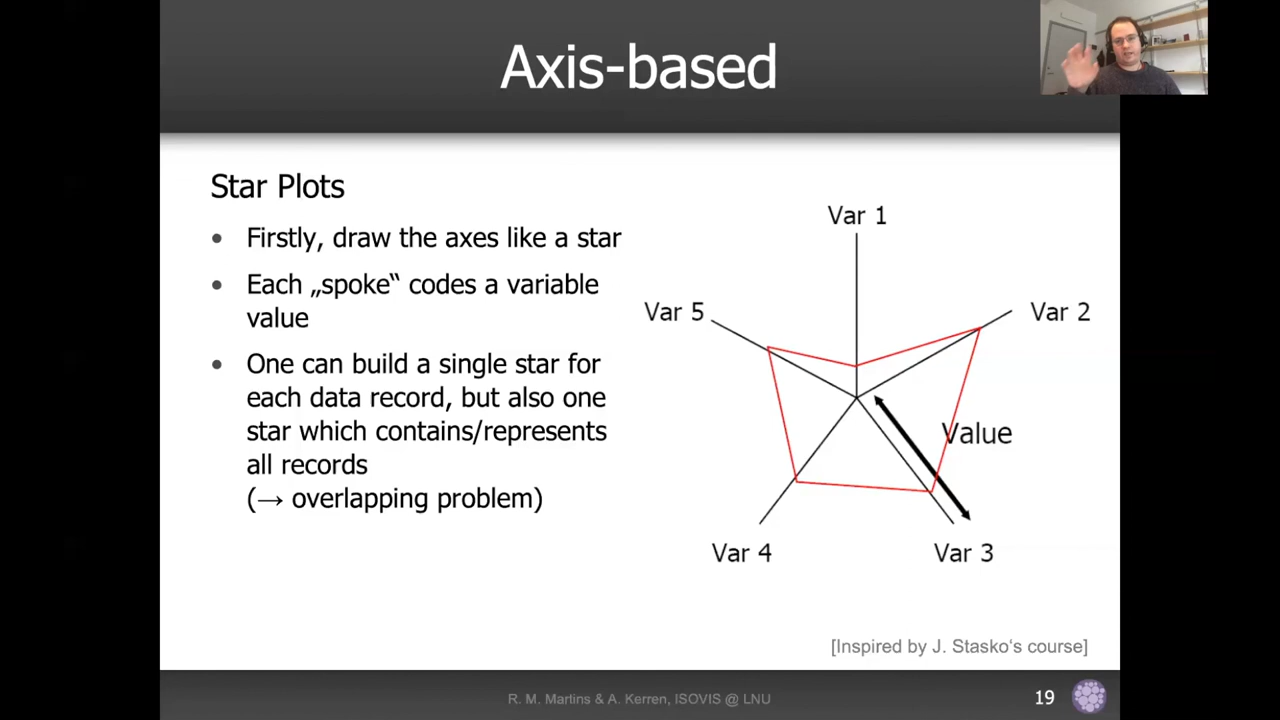 Axis-based
Star Plots
• Firstly, draw the axes like a star
• Each „spoke“ codes a variable
value
• One can build a single star for
each data record, but also one
star which contains/represents
all records
(→ overlapping problem)
Var 1
Var 5
Var 2
Value
Var 4
Var 3
[Inspired by J. Stasko‘s course]
R. M. Martins & A. Kerren, ISOVIS @ LNU
19